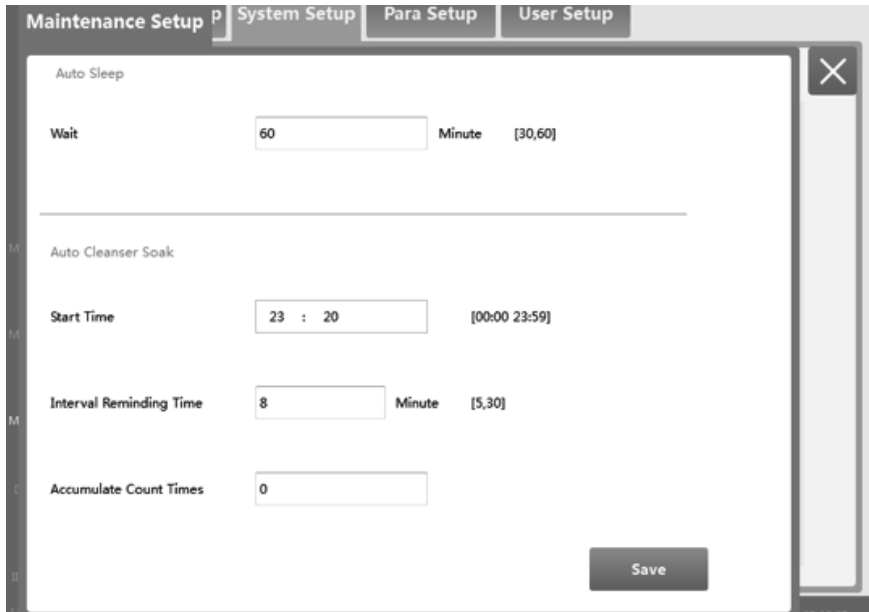 Maintenance Setup p System Setup Para Setup User Setup
Auto Sleep
Wait 60 Minute [30,60]
Auto Cleanser Soak
Start Time 23 : 20 [00:00 23:59]
Interval Reminding Time 8 Minute [5,30]
Accumulate Count Times 0
Save